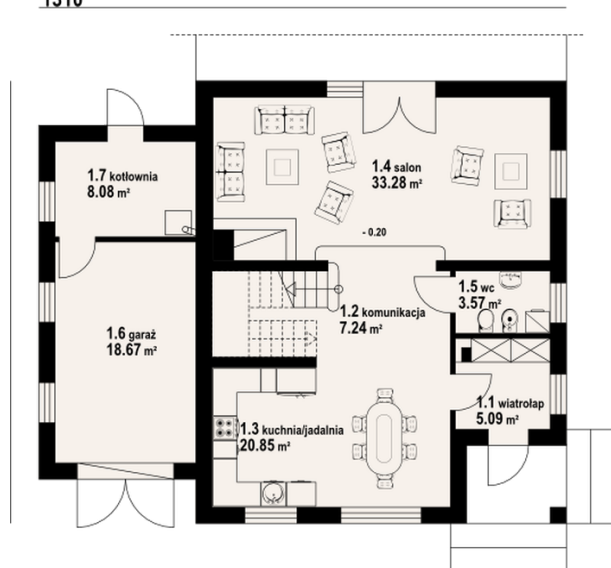 1310
1.7 kotłownia
8.08 m²
1.4 salon
33.28 m²
- 0.20
1.5 wc
3.57 m²
1.2 komunikacja
7.24 m²
1.6 garaż
18.67 m²
1.1 wiatrołap
5.09 m²
1.3 kuchnia/jadalnia
20.85 m²